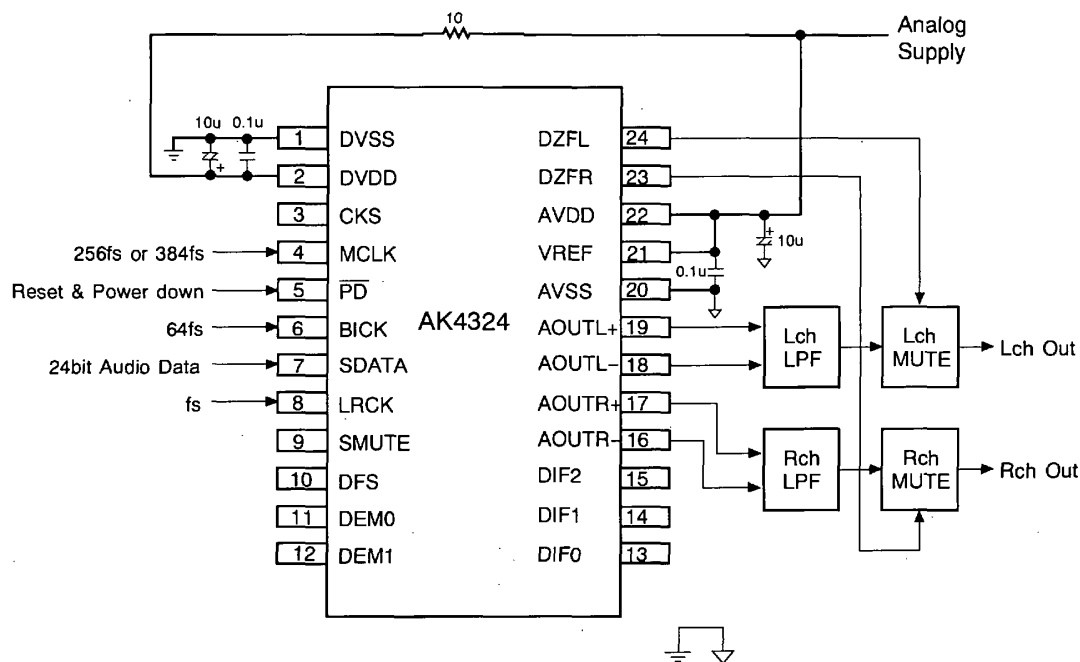 10
Analog
Supply
10u 0.1u
+
1 DVSS
2 DVDD
3 CKS
256fs or 384fs 4 MCLK
Reset & Power down 5 PD
64fs 6 BICK
24bit Audio Data 7 SDATA
fs 8 LRCK
9 SMUTE
10 DFS
11 DEM0
12 DEM1
AK4324
DZFL 24
DZFR 23
AVDD 22
VREF 21
AVSS 20
AOUTL+ 19
AOUTL− 18
AOUTR+ 17
AOUTR− 16
DIF2 15
DIF1 14
DIF0 13
+
10u
0.1u
Lch
LPF
Lch
MUTE
Lch Out
Rch
LPF
Rch
MUTE
Rch Out